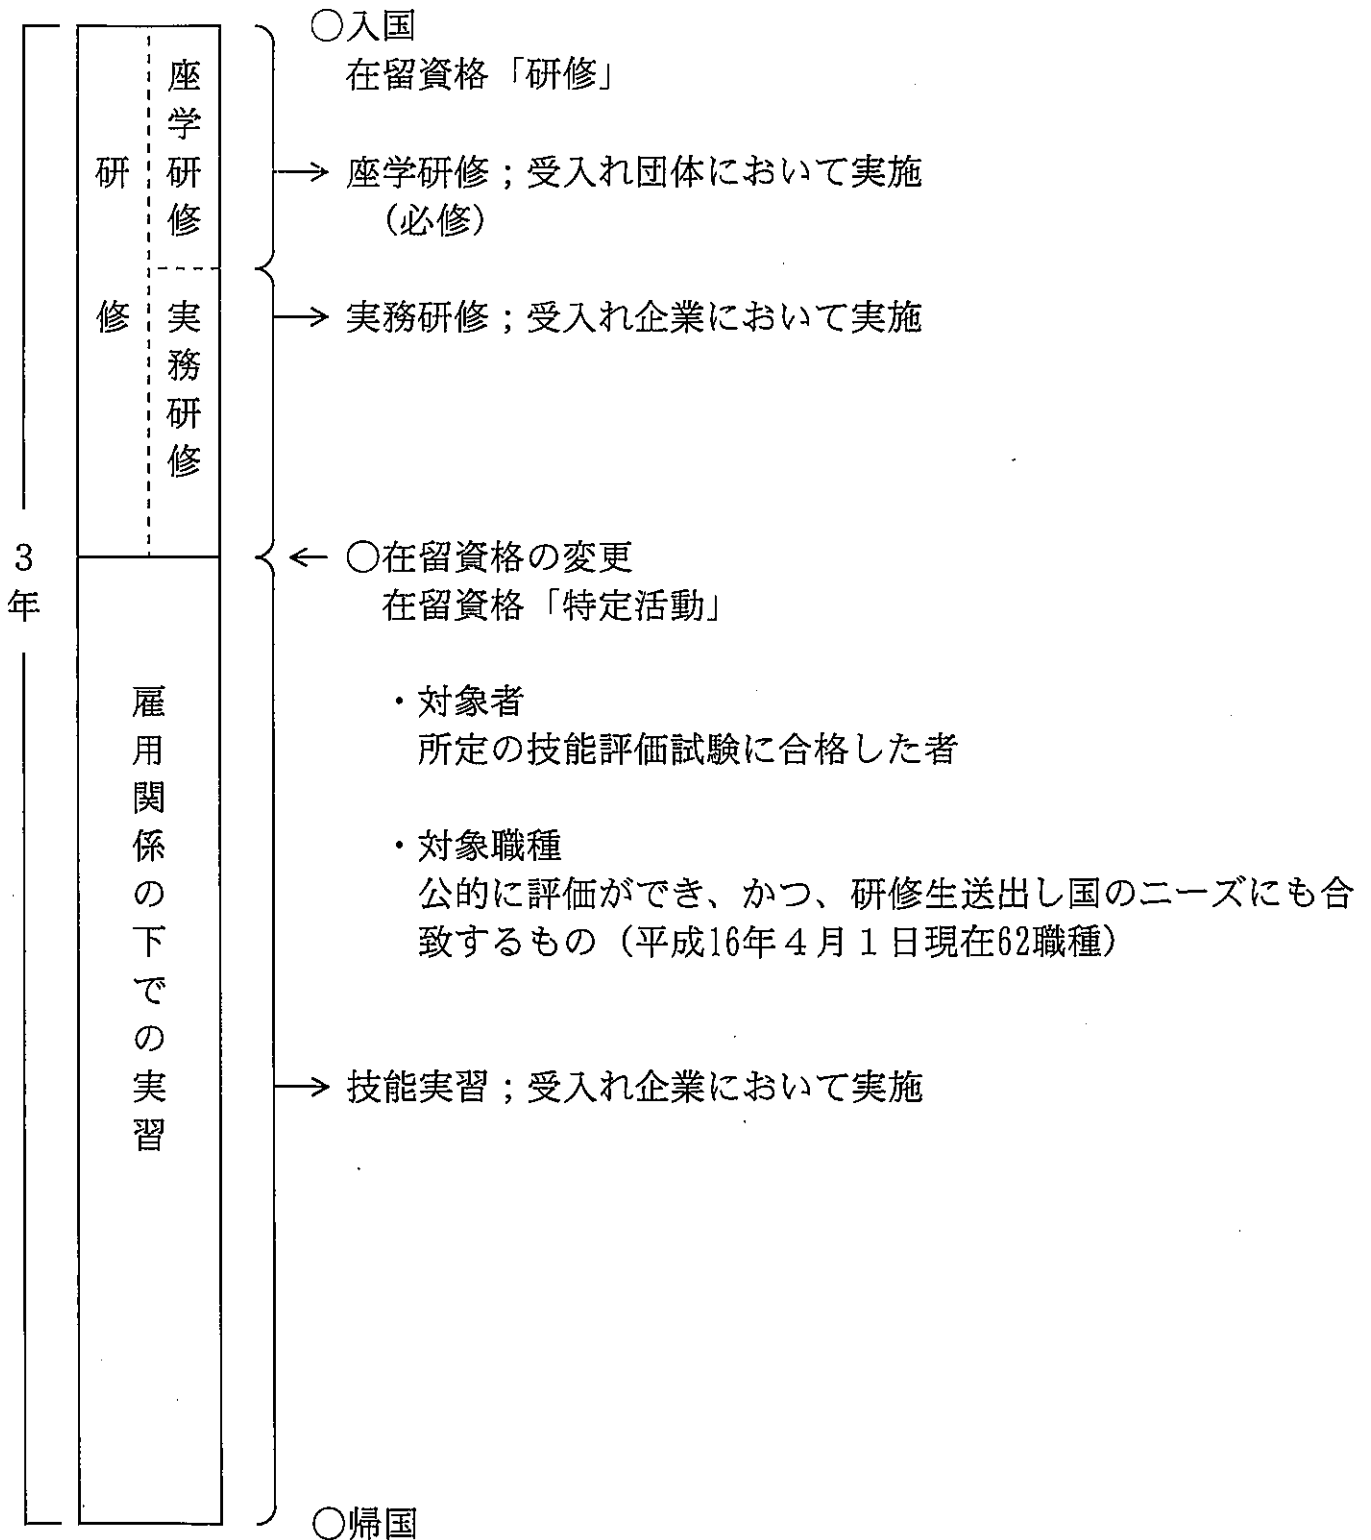 3年
研修
座学研修
実務研修
雇用関係の下での実習
○入国
在留資格「研修」
→ 座学研修；受入れ団体において実施
（必修）
→ 実務研修；受入れ企業において実施
← ○在留資格の変更
在留資格「特定活動」
・対象者
所定の技能評価試験に合格した者
・対象職種
公的に評価ができ、かつ、研修生送出し国のニーズにも合
致するもの（平成16年４月１日現在62職種）
→ 技能実習；受入れ企業において実施
○帰国